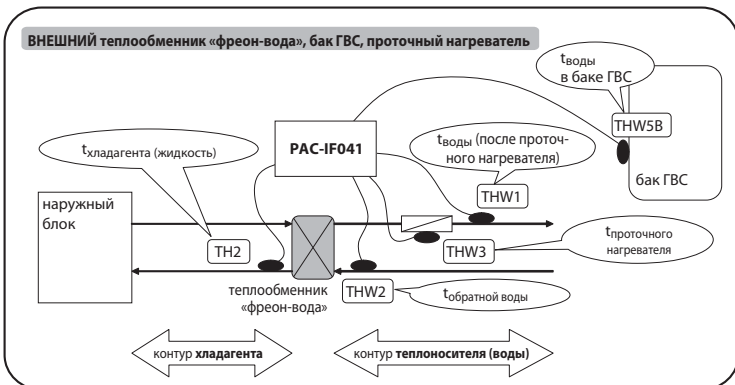 ВНЕШНИЙ теплообменник «фреон-вода», бак ГВС, проточный нагреватель
tводы
в баке ГВС
THW5B
бак ГВС
PAC-IF041
tводы (после проточ-
ного нагревателя)
THW1
tхладагента (жидкость)
наружный
блок
TH2
THW3
tпроточного
нагревателя
теплообменник
«фреон-вода»
THW2
tобратной воды
контур хладагента
контур теплоносителя (воды)